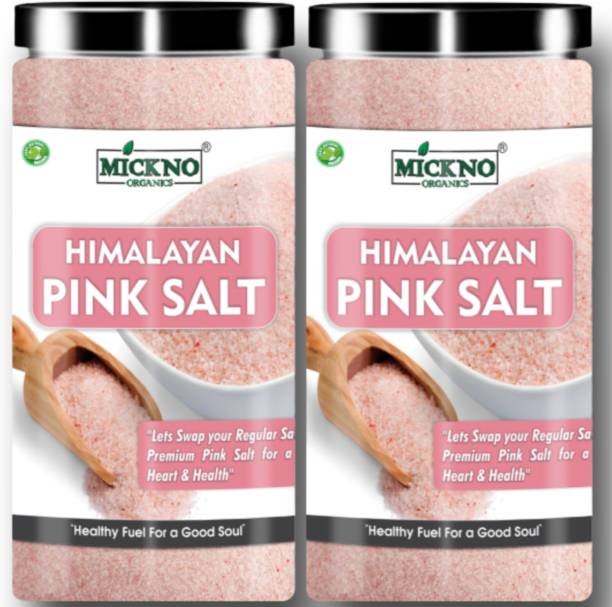 MICKNO®
ORGANICS
HIMALAYAN
PINK SALT
"Lets Swap your Regular Sa
Premium Pink Salt for a
Heart & Health"
"Healthy Fuel For a Good Soul"
MICKNO®
ORGANICS
HIMALAYAN
PINK SALT
"Lets Swap your Regular Sa
Premium Pink Salt for a
Heart & Health"
"Healthy Fuel For a Good Soul"